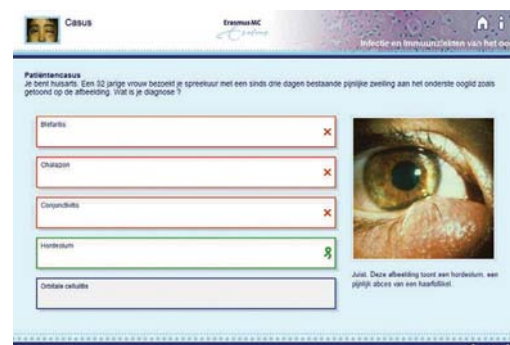 Casus
Erasmus MC
Infectie en immuunziekten van het oo
Patiëntencasus
Je bent huisarts. Een 32 jarige vrouw bezoekt je spreekuur met een sinds drie dagen bestaande pijnlijke zwelling aan het onderste ooglid zoals
getoond op de afbeelding. Wat is je diagnose ?
Blefaritis
Chalazion
Conjunctivitis
Hordeolum
Orbitale cellulitis
Juist. Deze afbeelding toont een hordeolum, een
pijnlijk abces van een haarfollikel.